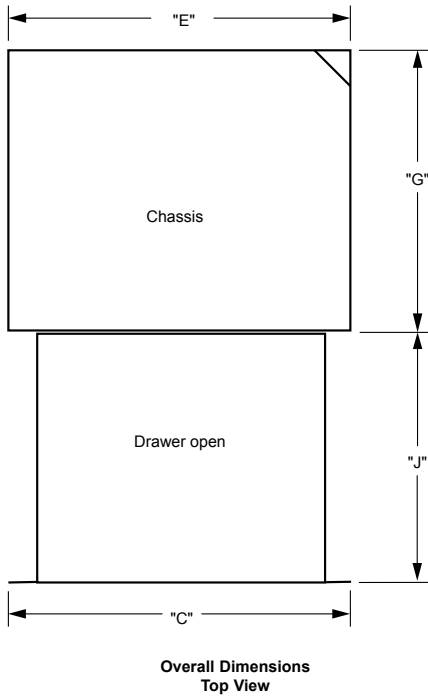 "E"
"G"
Chassis
Drawer open
"J"
"C"
Overall Dimensions
Top View